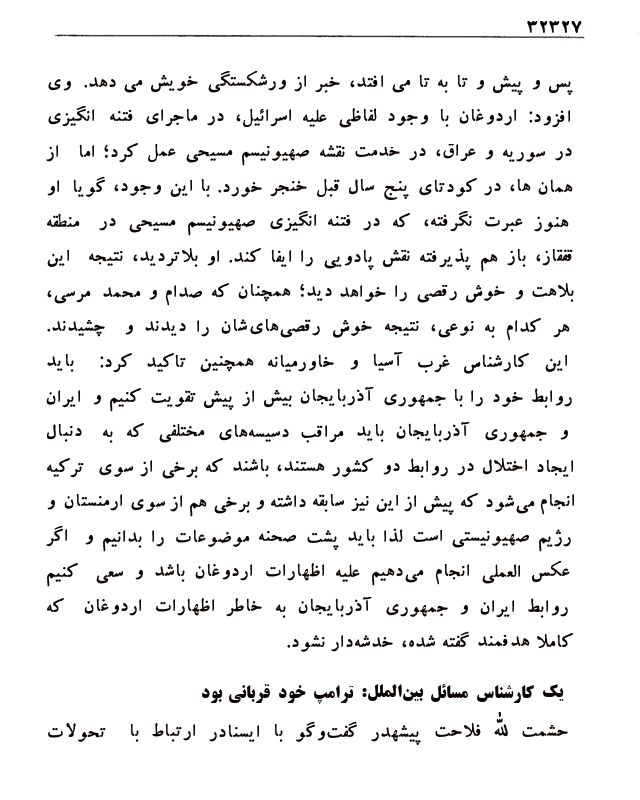 ۳۲۳۲۷
پس و پیش و تا به تا می افتد، خبر از ورشکستگی خویش می دهد. وی
افزود: اردوغان با وجود لفاظی علیه اسرائیل، در ماجرای فتنه انگیزی
در سوریه و عراق، در خدمت نقشه صهیونیسم مسیحی عمل کرد؛ اما از
همان ها، در کودتای پنج سال قبل خنجر خورد. با این وجود، گویا او
هنوز عبرت نگرفته، که در فتنه انگیزی صهیونیسم مسیحی در منطقه
قفقاز، باز هم پذیرفته نقش پادویی را ایفا کند. او بلاتردید، نتیجه این
بلاهت و خوش رقصی را خواهد دید؛ همچنان که صدام و محمد مرسی،
هر کدام به نوعی، نتیجه خوش رقصی‌های‌شان را دیدند و چشیدند.
این کارشناس غرب آسیا و خاورمیانه همچنین تاکید کرد: باید
روابط خود را با جمهوری آذربایجان بیش از پیش تقویت کنیم و ایران
و جمهوری آذربایجان باید مراقب دسیسه‌های مختلفی که به دنبال
ایجاد اختلال در روابط دو کشور هستند، باشند که برخی از سوی ترکیه
انجام می‌شود که پیش از این نیز سابقه داشته و برخی هم از سوی ارمنستان و
رژیم صهیونیستی است لذا باید پشت صحنه موضوعات را بدانیم و اگر
عکس العملی انجام می‌دهیم علیه اظهارات اردوغان باشد و سعی کنیم
روابط ایران و جمهوری آذربایجان به خاطر اظهارات اردوغان که
کاملا هدفمند گفته شده، خدشه‌دار نشود.
یک کارشناس مسائل بین‌الملل: ترامپ خود قربانی بود
حشمت الله فلاحت پیشهدر گفت‌وگو با ایسنادر ارتباط با تحولات